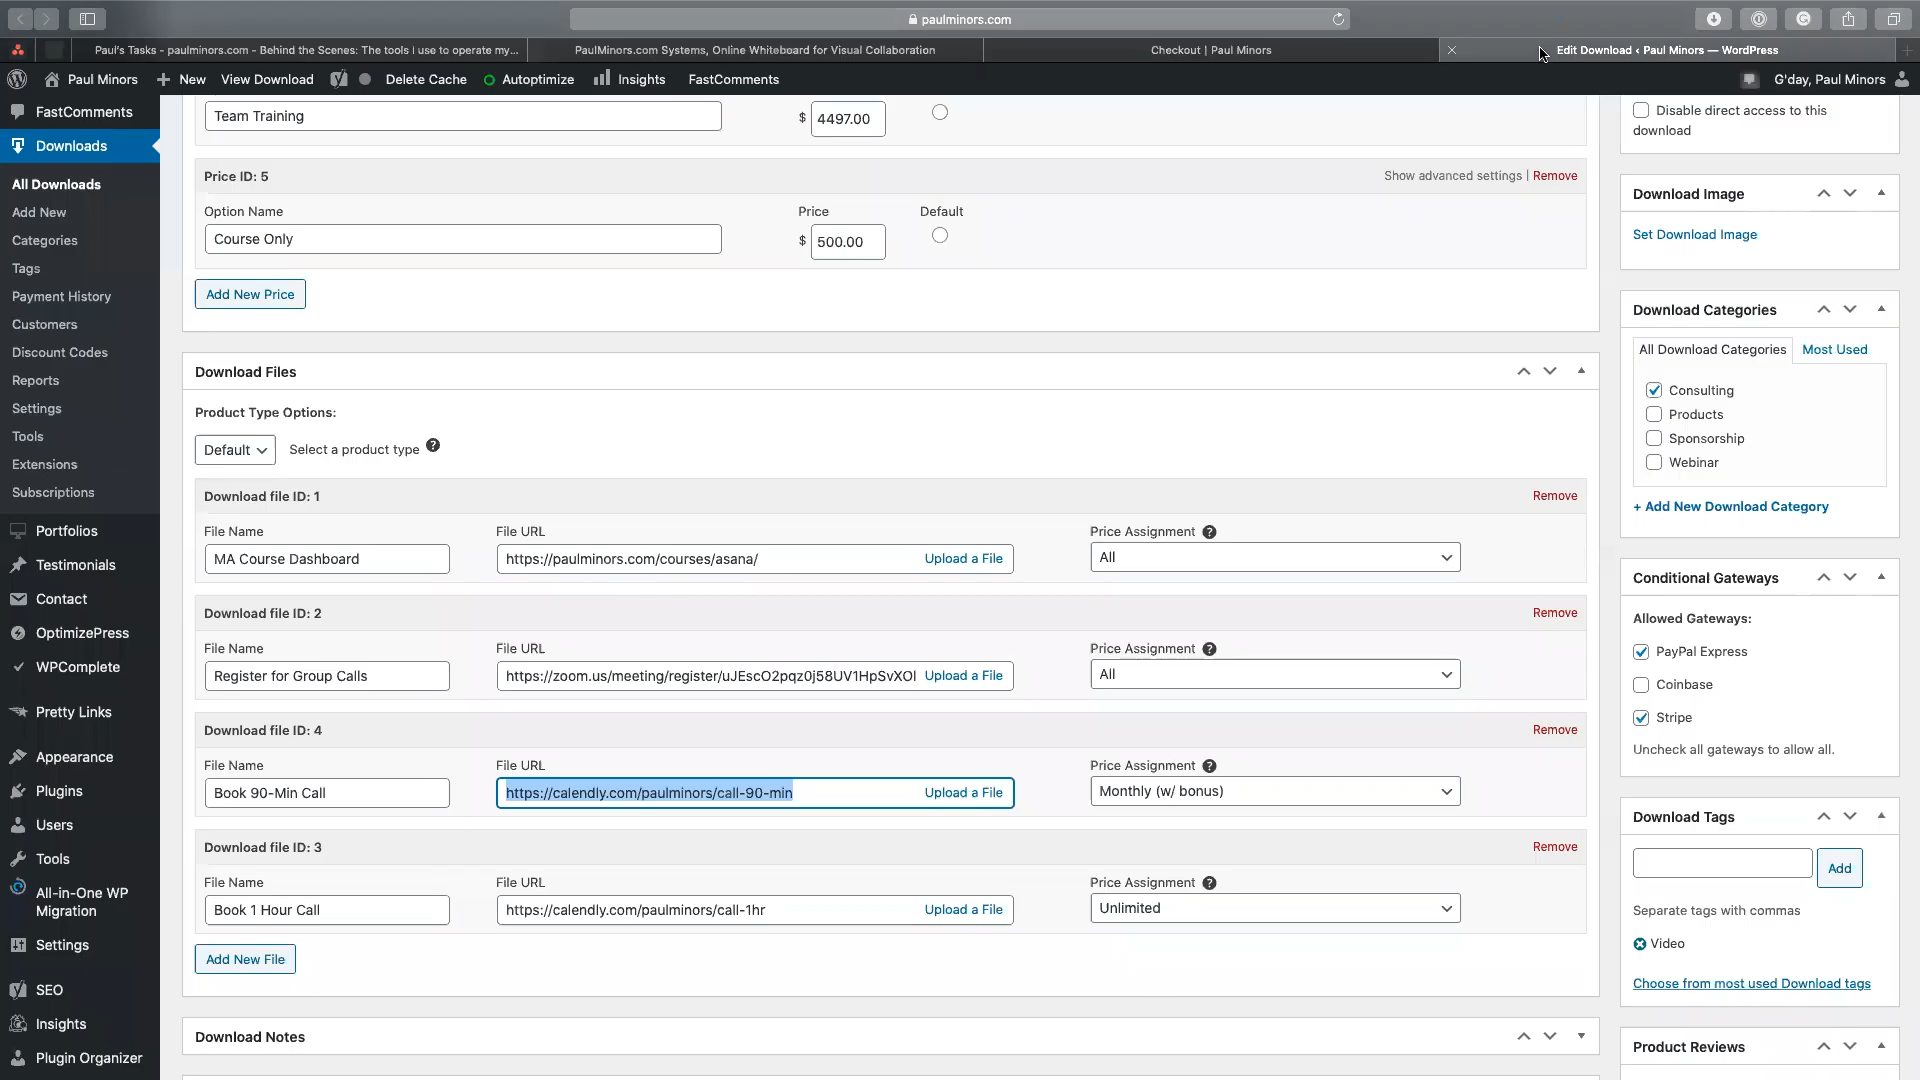 paulminors.com
Paul's Tasks - paulminors.com - Behind the Scenes: The tools I use to operate my...
PaulMinors.com Systems, Online Whiteboard for Visual Collaboration
Checkout | Paul Minors
Edit Download ‹ Paul Minors — WordPress
Paul Minors
New
View Download
Delete Cache
Autoptimize
Insights
FastComments
G'day, Paul Minors
FastComments
Downloads
All Downloads
Add New
Categories
Tags
Payment History
Customers
Discount Codes
Reports
Settings
Tools
Extensions
Subscriptions
Portfolios
Testimonials
Contact
OptimizePress
WPComplete
Pretty Links
Appearance
Plugins
Users
Tools
All-in-One WP
Migration
Settings
SEO
Insights
Plugin Organizer
Team Training
$ 4497.00
Price ID: 5
Show advanced settings | Remove
Option Name
Price
Default
Course Only
$ 500.00
Add New Price
Download Files
Product Type Options:
Default
Select a product type ?
Download file ID: 1
Remove
File Name
File URL
Price Assignment ?
MA Course Dashboard
https://paulminors.com/courses/asana/
Upload a File
All
Download file ID: 2
Remove
File Name
File URL
Price Assignment ?
Register for Group Calls
https://zoom.us/meeting/register/uJEscO2pqz0j58UV1HpSvXOl
Upload a File
All
Download file ID: 4
Remove
File Name
File URL
Price Assignment ?
Book 90-Min Call
https://calendly.com/paulminors/call-90-min
Upload a File
Monthly (w/ bonus)
Download file ID: 3
Remove
File Name
File URL
Price Assignment ?
Book 1 Hour Call
https://calendly.com/paulminors/call-1hr
Upload a File
Unlimited
Add New File
Download Notes
Disable direct access to this
download
Download Image
Set Download Image
Download Categories
All Download Categories
Most Used
Consulting
Products
Sponsorship
Webinar
+ Add New Download Category
Conditional Gateways
Allowed Gateways:
PayPal Express
Coinbase
Stripe
Uncheck all gateways to allow all.
Download Tags
Add
Separate tags with commas
Video
Choose from most used Download tags
Product Reviews